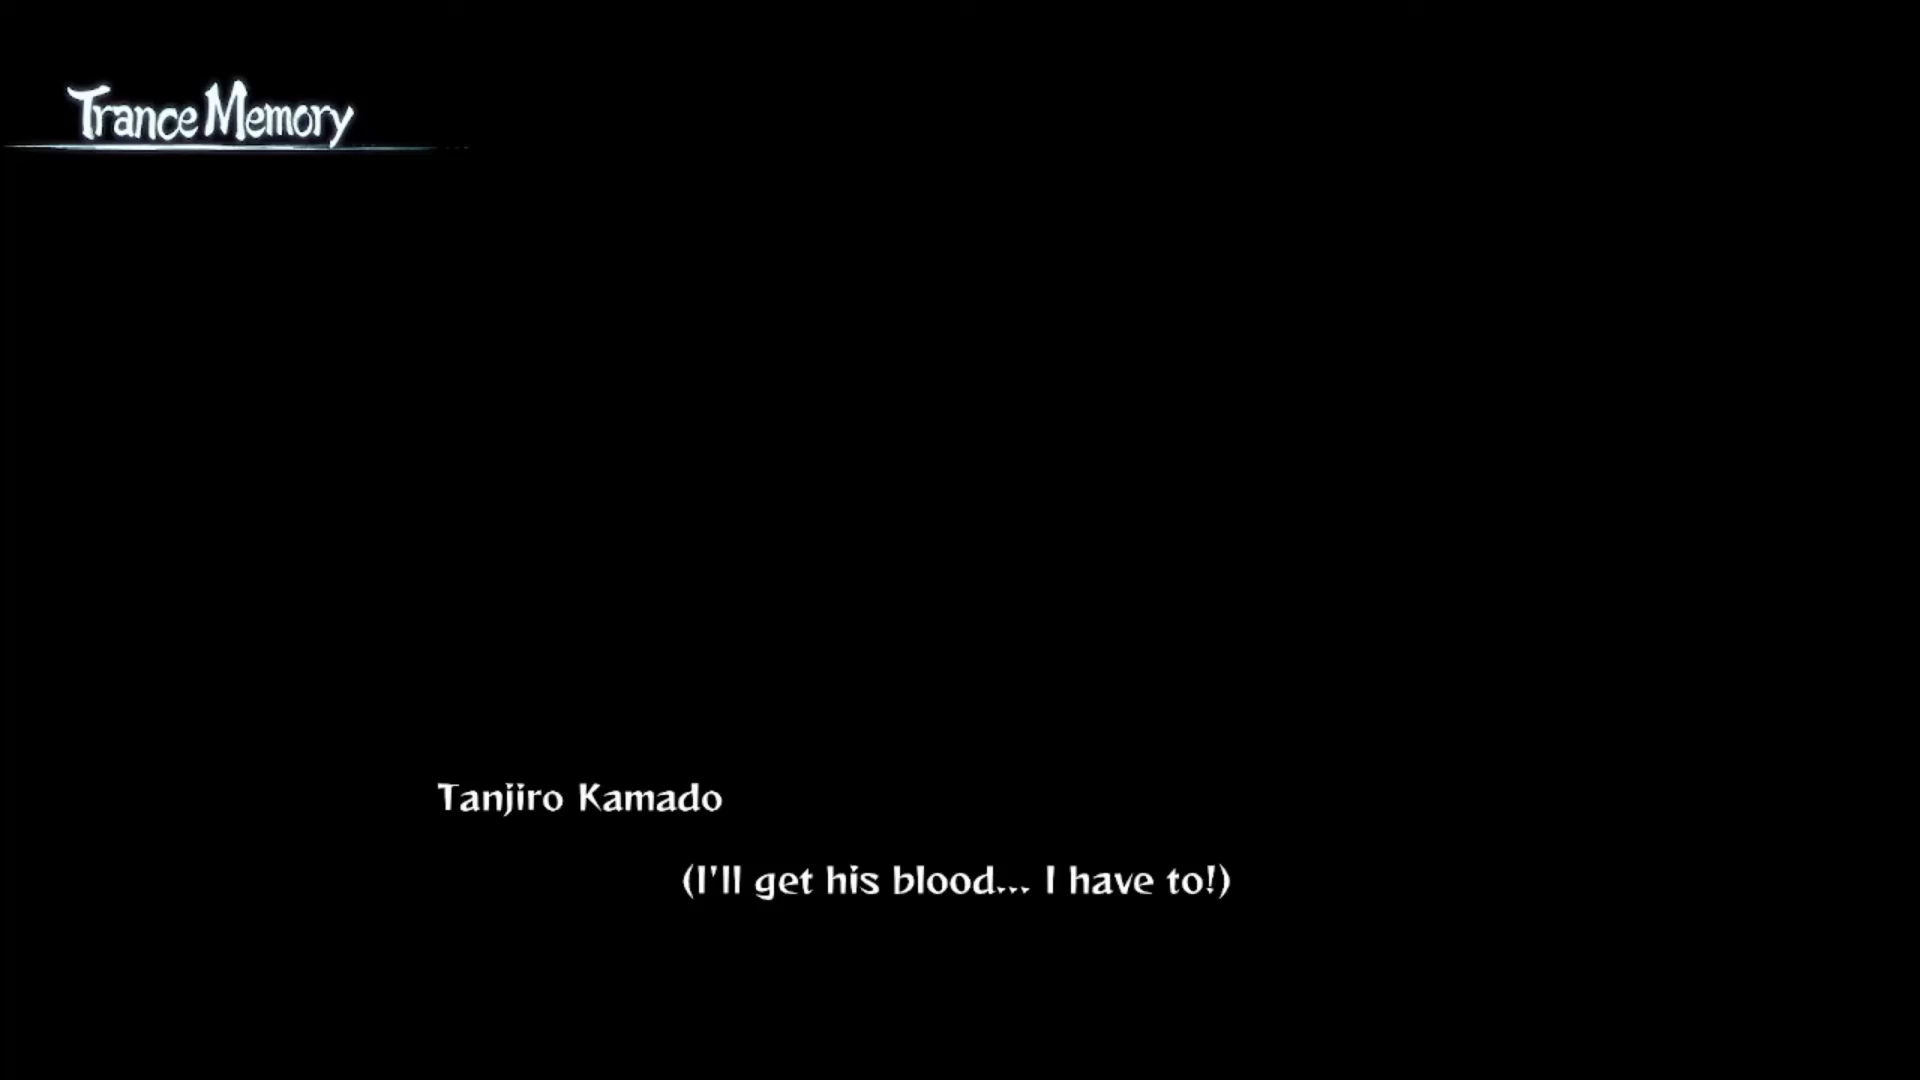 Trance Memory
Tanjiro Kamado
(I'll get his blood... I have to!)